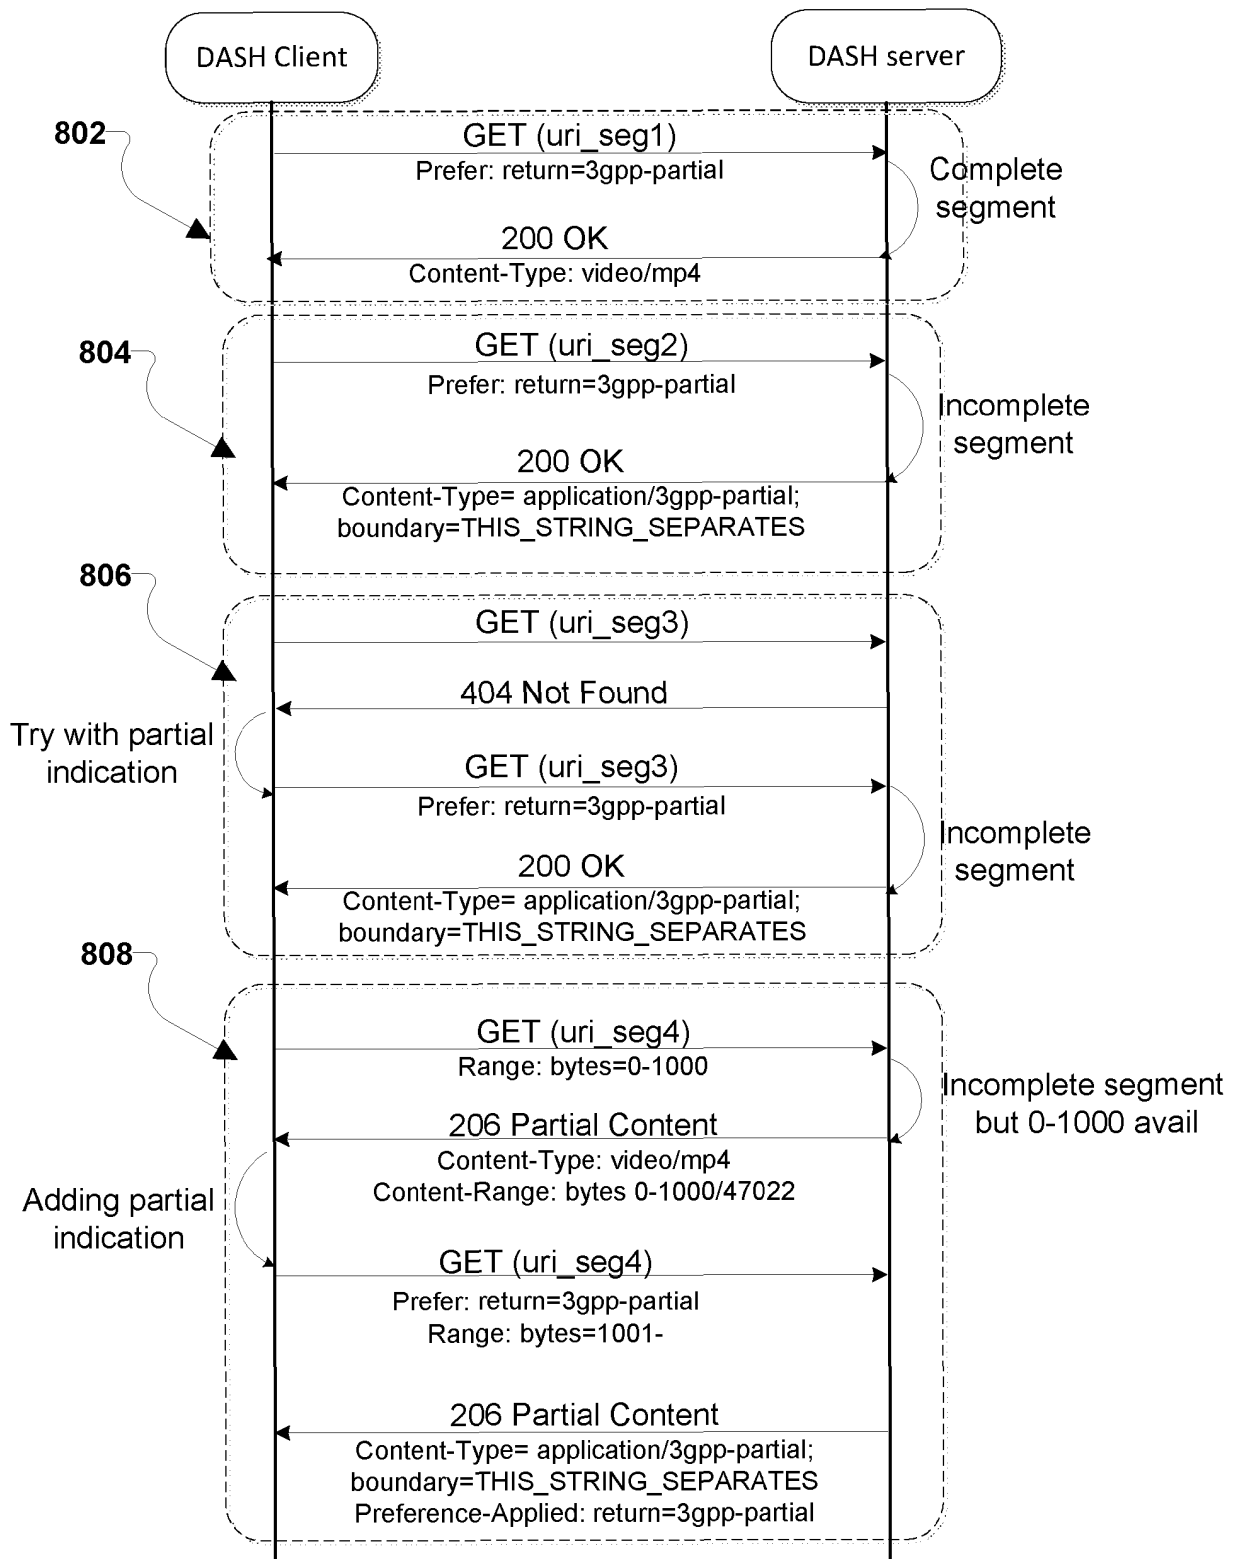 DASH Client
DASH server
802
GET (uri_seg1)
Prefer: return=3gpp-partial
Complete
segment
200 OK
Content-Type: video/mp4
804
GET (uri_seg2)
Prefer: return=3gpp-partial
Incomplete
segment
200 OK
Content-Type= application/3gpp-partial;
boundary=THIS_STRING_SEPARATES
806
GET (uri_seg3)
404 Not Found
Try with partial
indication
GET (uri_seg3)
Prefer: return=3gpp-partial
Incomplete
segment
200 OK
Content-Type= application/3gpp-partial;
boundary=THIS_STRING_SEPARATES
808
GET (uri_seg4)
Range: bytes=0-1000
Incomplete segment
but 0-1000 avail
206 Partial Content
Content-Type: video/mp4
Content-Range: bytes 0-1000/47022
Adding partial
indication
GET (uri_seg4)
Prefer: return=3gpp-partial
Range: bytes=1001-
206 Partial Content
Content-Type= application/3gpp-partial;
boundary=THIS_STRING_SEPARATES
Preference-Applied: return=3gpp-partial